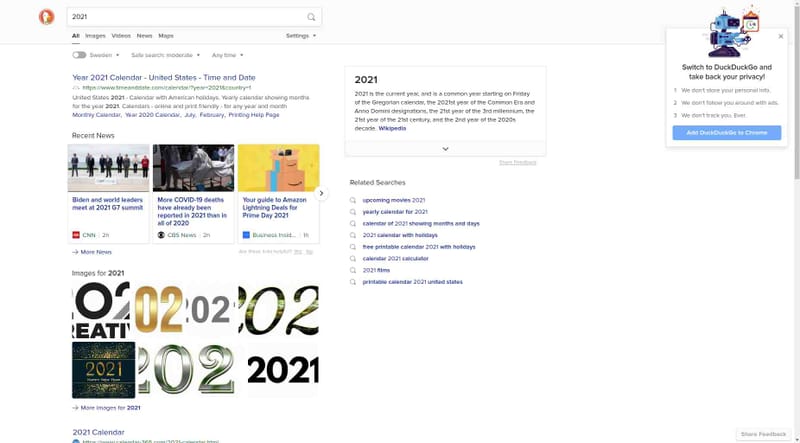 2021
All Images Videos News Maps Settings
Sweden Safe search: moderate Any time
Year 2021 Calendar - United States - Time and Date
https://www.timeanddate.com/calendar/?year=2021&country=1
United States 2021 - Calendar with American holidays. Yearly calendar showing months
for the year 2021. Calendars - online and print friendly - for any year and month
Monthly Calendar, Year 2020 Calendar, July, February, Printing Help Page
Recent News
Biden and world leaders
meet at 2021 G7 summit
CNN | 2h
More COVID-19 deaths
have already been
reported in 2021 than in
all of 2020
CBS News | 2h
Your guide to Amazon
Lightning Deals for
Prime Day 2021
Business Insid... | 1h
More News
Are these links helpful? Yes No
Images for 2021
2021
2021
More Images for 2021
2021 Calendar
https://www.calendar-365.com/2021-calendar.html
2021
2021 is the current year, and is a common year starting on Friday
of the Gregorian calendar, the 2021st year of the Common Era and
Anno Domini designations, the 21st year of the 3rd millennium, the
21st year of the 21st century, and the 2nd year of the 2020s
decade. Wikipedia
Share Feedback
Related Searches
upcoming movies 2021
yearly calendar for 2021
calendar of 2021 showing months and days
2021 calendar with holidays
free printable calendar 2021 with holidays
calendar 2021 calculator
2021 films
printable calendar 2021 united states
Switch to DuckDuckGo and
take back your privacy!
1 We don't store your personal info.
2 We don't follow you around with ads.
3 We don't track you. Ever.
Add DuckDuckGo to Chrome
Share Feedback